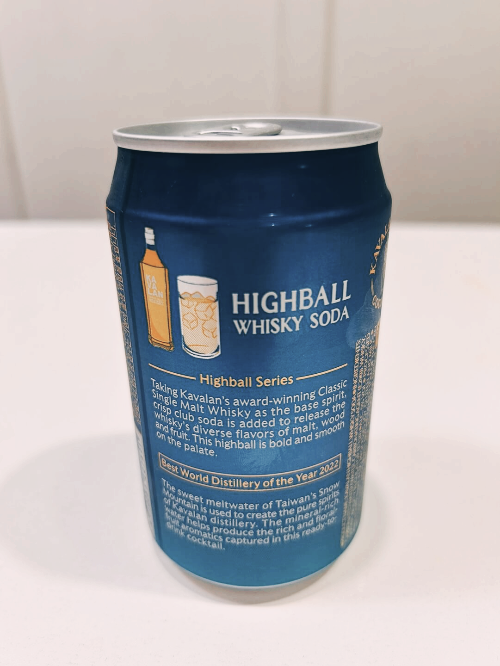 HIGHBALL
WHISKY SODA
Highball Series
Taking Kavalan's award-winning Classic
Single Malt Whisky as the base spirit,
crisp club soda is added to release the
whisky's diverse flavors of malt, wood
and fruit. This highball is bold and smooth
on the palate.
Best World Distillery of the Year 2022
The sweet meltwater of Taiwan's Snow
Mountain is used to create the pure spirits
of Kavalan distillery. The mineral-rich
water helps produce the rich and floral-
fruit aromatics captured in this ready-to-
drink cocktail.